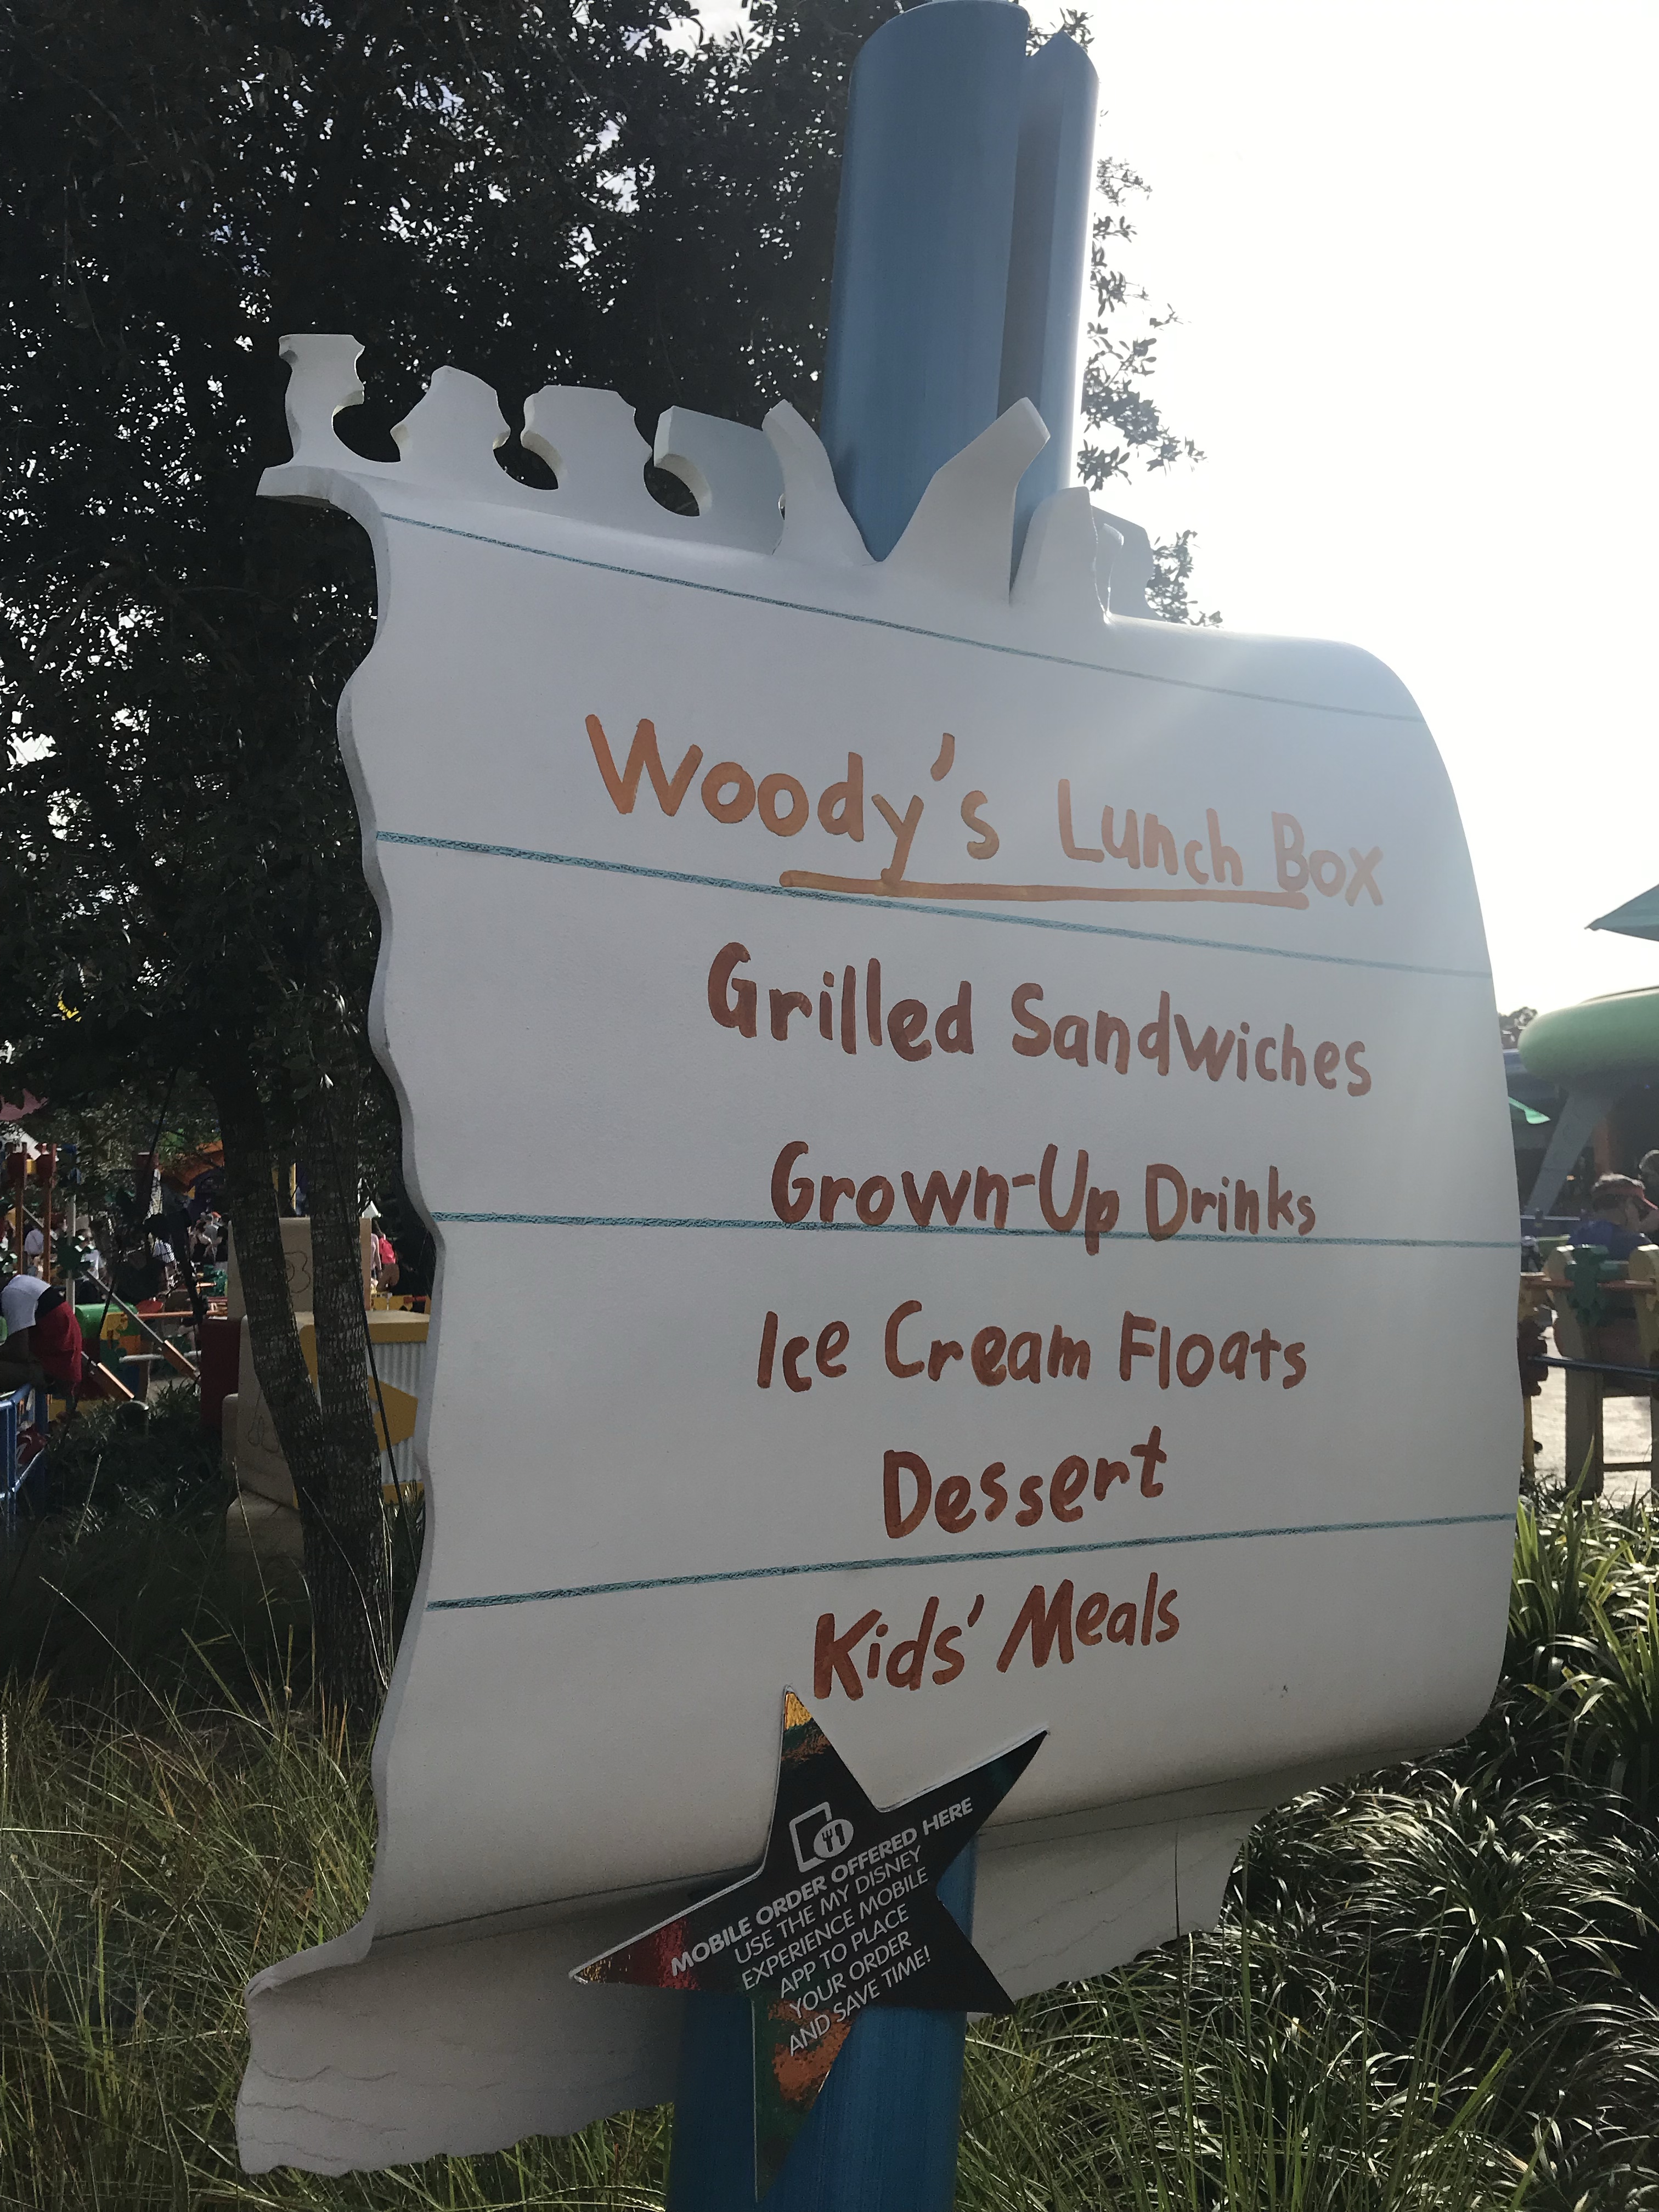 Woody's Lunch Box
Grilled Sandwiches
Grown-Up Drinks
Ice Cream Floats
Dessert
Kids' Meals
MOBILE ORDER OFFERED HERE
USE THE MY DISNEY
EXPERIENCE MOBILE
APP TO PLACE
YOUR ORDER
AND SAVE TIME!